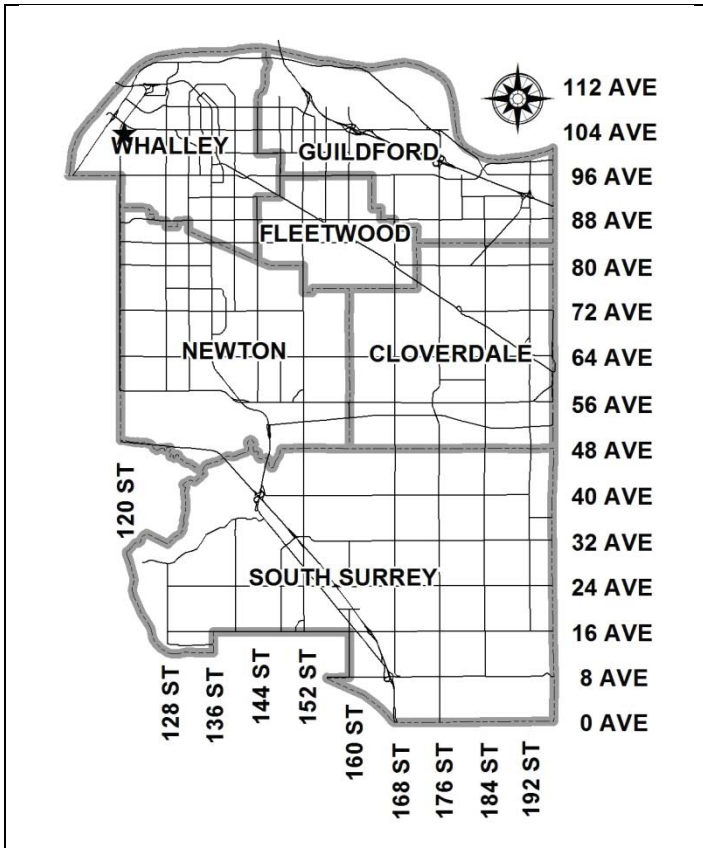 112 AVE
104 AVE
WHALLEY
GUILDFORD
96 AVE
88 AVE
FLEETWOOD
80 AVE
72 AVE
NEWTON
CLOVERDALE
64 AVE
56 AVE
48 AVE
120 ST
40 AVE
32 AVE
SOUTH SURREY
24 AVE
16 AVE
128 ST
136 ST
144 ST
152 ST
160 ST
8 AVE
0 AVE
168 ST
176 ST
184 ST
192 ST